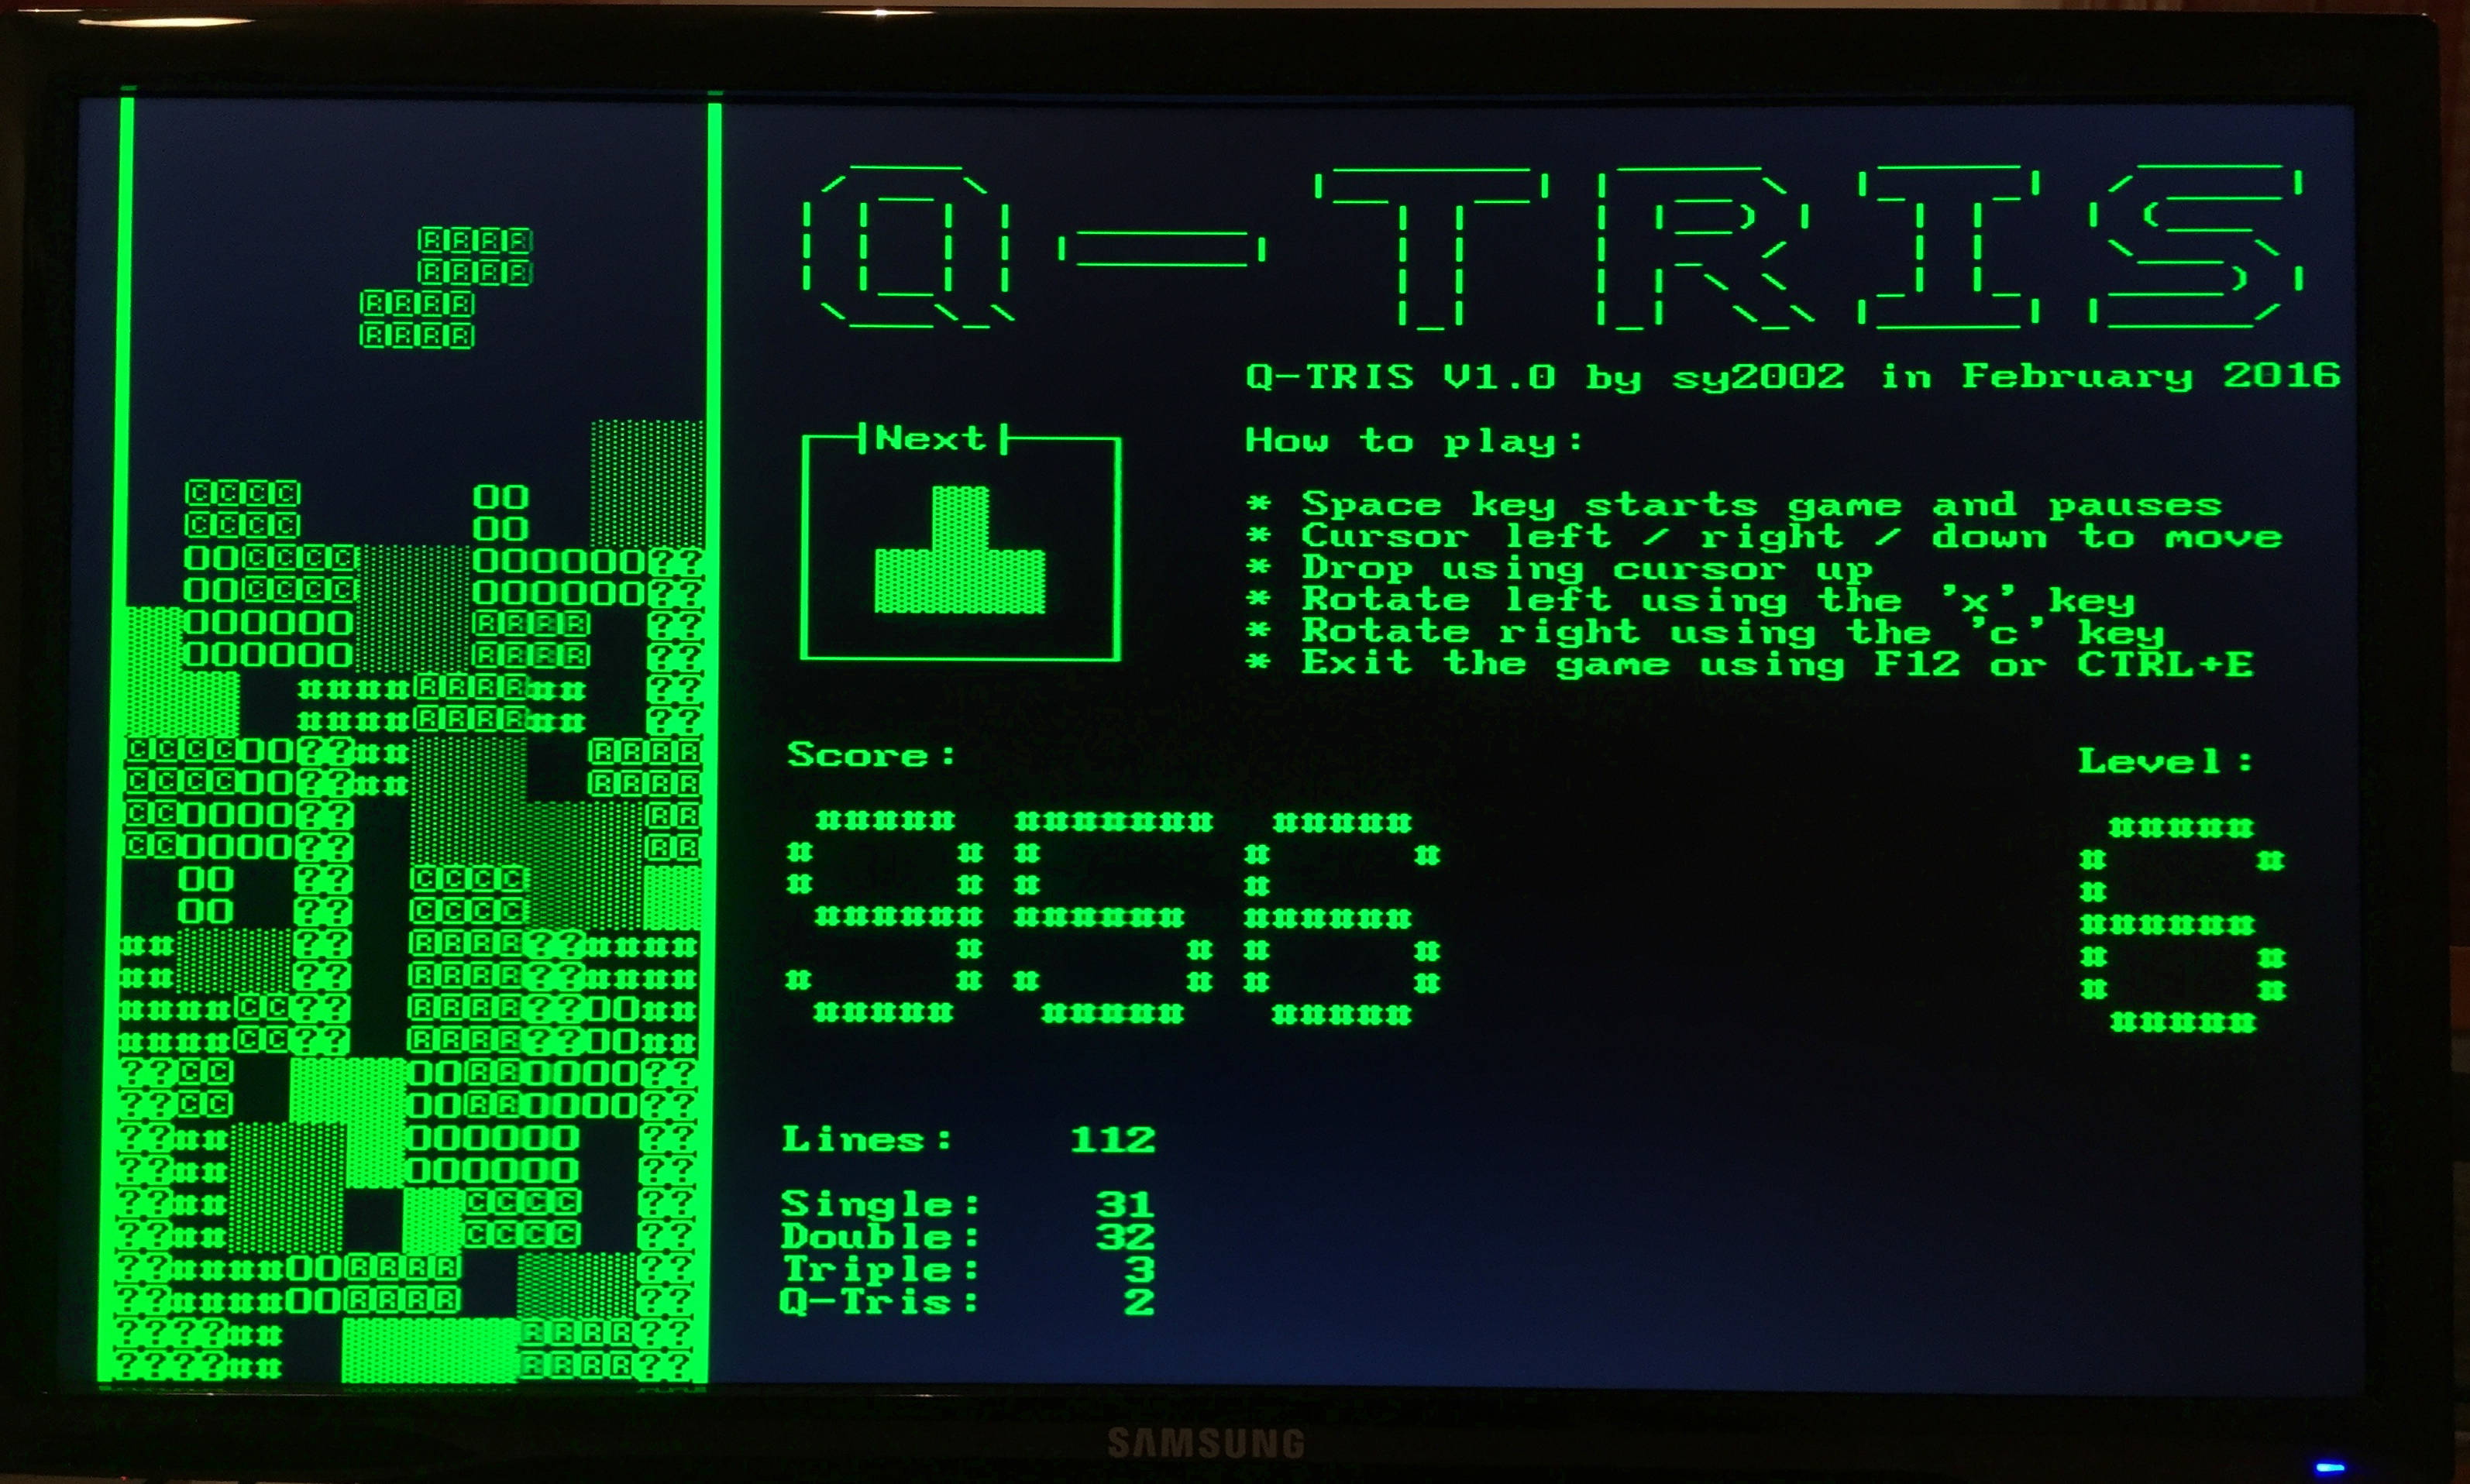 Q-TRIS
Q-TRIS V1.0 by sy2002 in February 2016
Next
How to play:
* Space key starts game and pauses
* Cursor left / right / down to move
* Drop using cursor up
* Rotate left using the 'x' key
* Rotate right using the 'c' key
* Exit the game using F12 or CTRL+E
Score:
956
Level:
6
Lines: 112
Single: 31
Double: 32
Triple: 3
Q-Tris: 2
SAMSUNG